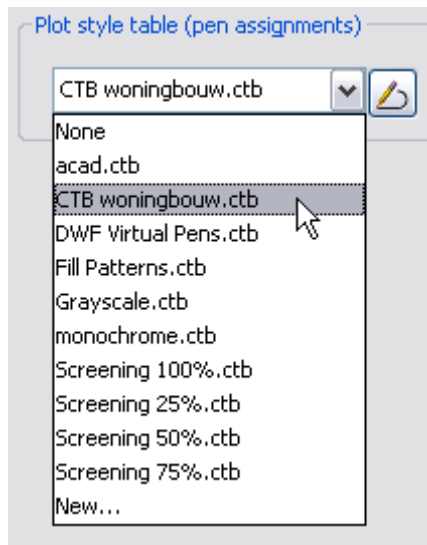 Plot style table (pen assignments)
CTB woningbouw.ctb
None
acad.ctb
CTB woningbouw.ctb
DWF Virtual Pens.ctb
Fill Patterns.ctb
Grayscale.ctb
monochrome.ctb
Screening 100%.ctb
Screening 25%.ctb
Screening 50%.ctb
Screening 75%.ctb
New...